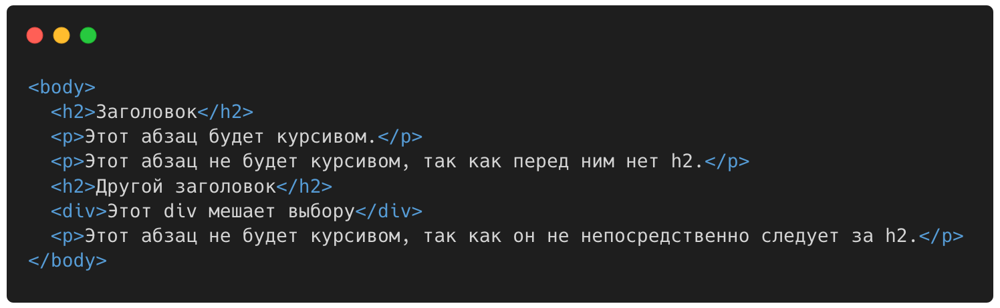 <body>
<h2>Заголовок</h2>
<p>Этот абзац будет курсивом.</p>
<p>Этот абзац не будет курсивом, так как перед ним нет h2.</p>
<h2>Другой заголовок</h2>
<div>Этот div мешает выбору</div>
<p>Этот абзац не будет курсивом, так как он не непосредственно следует за h2.</p>
</body>